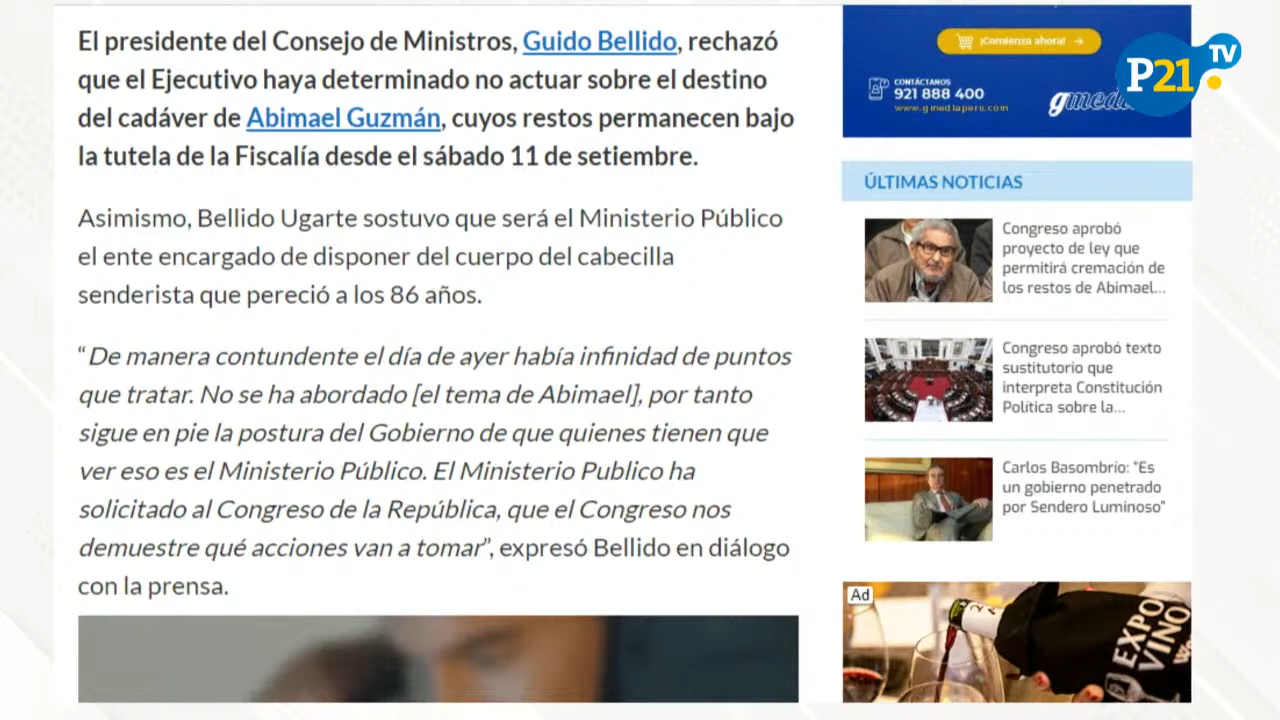 El presidente del Consejo de Ministros, Guido Bellido, rechazó
que el Ejecutivo haya determinado no actuar sobre el destino
del cadáver de Abimael Guzmán, cuyos restos permanecen bajo
la tutela de la Fiscalía desde el sábado 11 de setiembre.
Asimismo, Bellido Ugarte sostuvo que será el Ministerio Público
el ente encargado de disponer del cuerpo del cabecilla
senderista que pereció a los 86 años.
“De manera contundente el día de ayer había infinidad de puntos
que tratar. No se ha abordado [el tema de Abimael], por tanto
sigue en pie la postura del Gobierno de que quienes tienen que
ver eso es el Ministerio Público. El Ministerio Publico ha
solicitado al Congreso de la República, que el Congreso nos
demuestre qué acciones van a tomar”, expresó Bellido en diálogo
con la prensa.
¡Comienza ahora!
CONTÁCTANOS
921 888 400
www.gmediaperu.com
P21 TV
ÚLTIMAS NOTICIAS
Congreso aprobó
proyecto de ley que
permitirá cremación de
los restos de Abimael...
Congreso aprobó texto
sustitutorio que
interpreta Constitución
Política sobre la...
Carlos Basombrío: “Es
un gobierno penetrado
por Sendero Luminoso”
Ad
EXPO
VINO